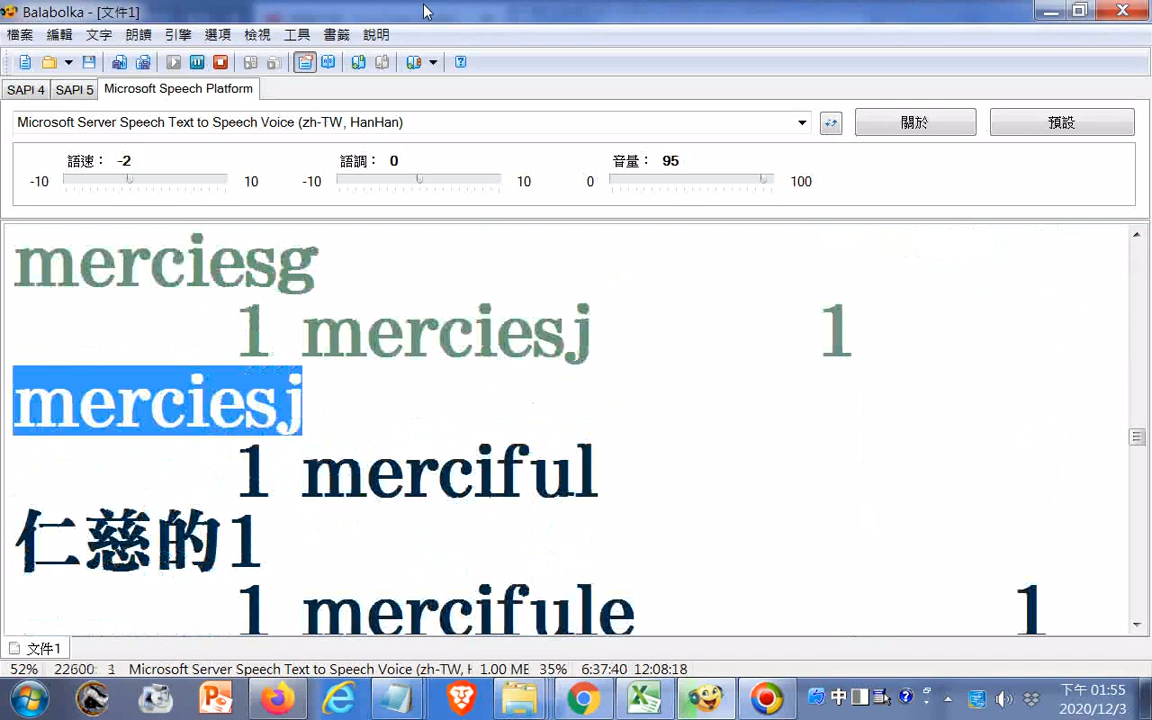 Balabolka - [文件1]
檔案 編輯 文字 朗讀 引擎 選項 檢視 工具 書籤 說明
SAPI 4 SAPI 5 Microsoft Speech Platform
Microsoft Server Speech Text to Speech Voice (zh-TW, HanHan) 關於 預設
語速： -2 語調： 0 音量： 95
-10 10 -10 10 0 100
merciesg
1 merciesj 1
merciesj
1 merciful
仁慈的1
1 mercifule 1
文件1
52% 22600: 3 Microsoft Server Speech Text to Speech Voice (zh-TW, H 1.00 ME 35% 6:37:40 12:08:18
中 下午 01:55
2020/12/3